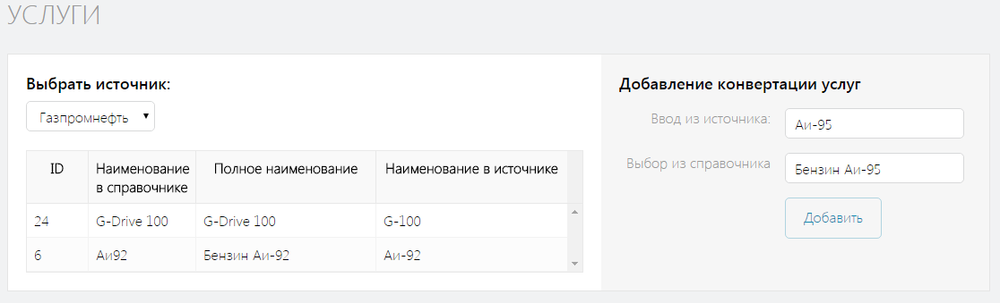 УСЛУГИ
Выбрать источник:
Газпромнефть
ID Наименование в справочнике Полное наименование Наименование в источнике
24 G-Drive 100 G-Drive 100 G-100
6 Аи92 Бензин Аи-92 Аи-92
Добавление конвертации услуг
Ввод из источника: Аи-95
Выбор из справочника Бензин Аи-95
Добавить